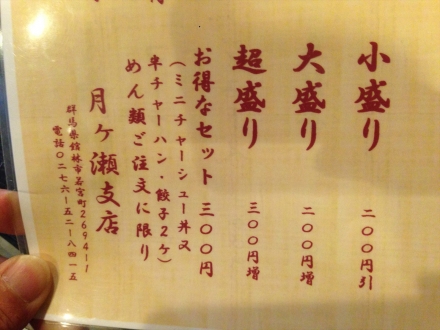 小盛り 二〇〇円引
大盛り 二〇〇円増
超盛り 三〇〇円増
お得なセット 三〇〇円
（ミニチャーシュー丼又
半チャーハン・餃子2ケ）
めん類ご注文に限り
月ヶ瀬支店
群馬県館林市若宮町2694-1
電話〇二七六-五二-八四一五